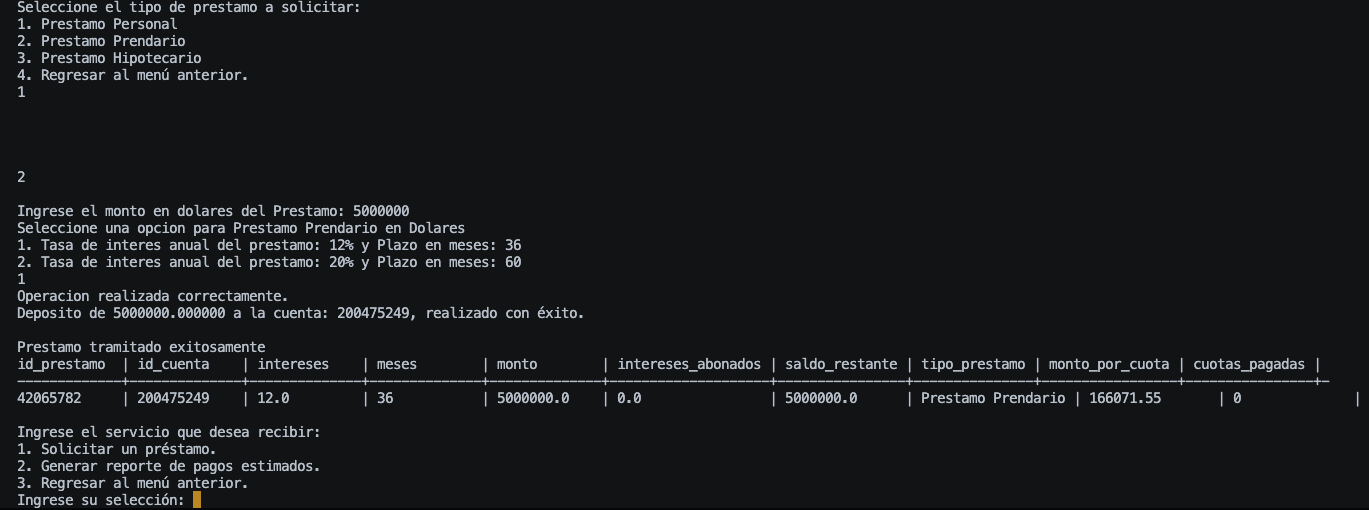 Seleccione el tipo de prestamo a solicitar:
1. Prestamo Personal
2. Prestamo Prendario
3. Prestamo Hipotecario
4. Regresar al menú anterior.
1
2
Ingrese el monto en dolares del Prestamo: 5000000
Seleccione una opcion para Prestamo Prendario en Dolares
1. Tasa de interes anual del prestamo: 12% y Plazo en meses: 36
2. Tasa de interes anual del prestamo: 20% y Plazo en meses: 60
1
Operacion realizada correctamente.
Deposito de 5000000.000000 a la cuenta: 200475249, realizado con éxito.
Prestamo tramitado exitosamente
id_prestamo | id_cuenta | intereses | meses | monto | intereses_abonados | saldo_restante | tipo_prestamo | monto_por_cuota | cuotas_pagadas |
-------------+--------------+--------------+--------------+--------------+--------------------+----------------+---------------+-----------------+----------------+-
42065782 | 200475249 | 12.0 | 36 | 5000000.0 | 0.0 | 5000000.0 | Prestamo Prendario | 166071.55 | 0 |
Ingrese el servicio que desea recibir:
1. Solicitar un préstamo.
2. Generar reporte de pagos estimados.
3. Regresar al menú anterior.
Ingrese su selección: